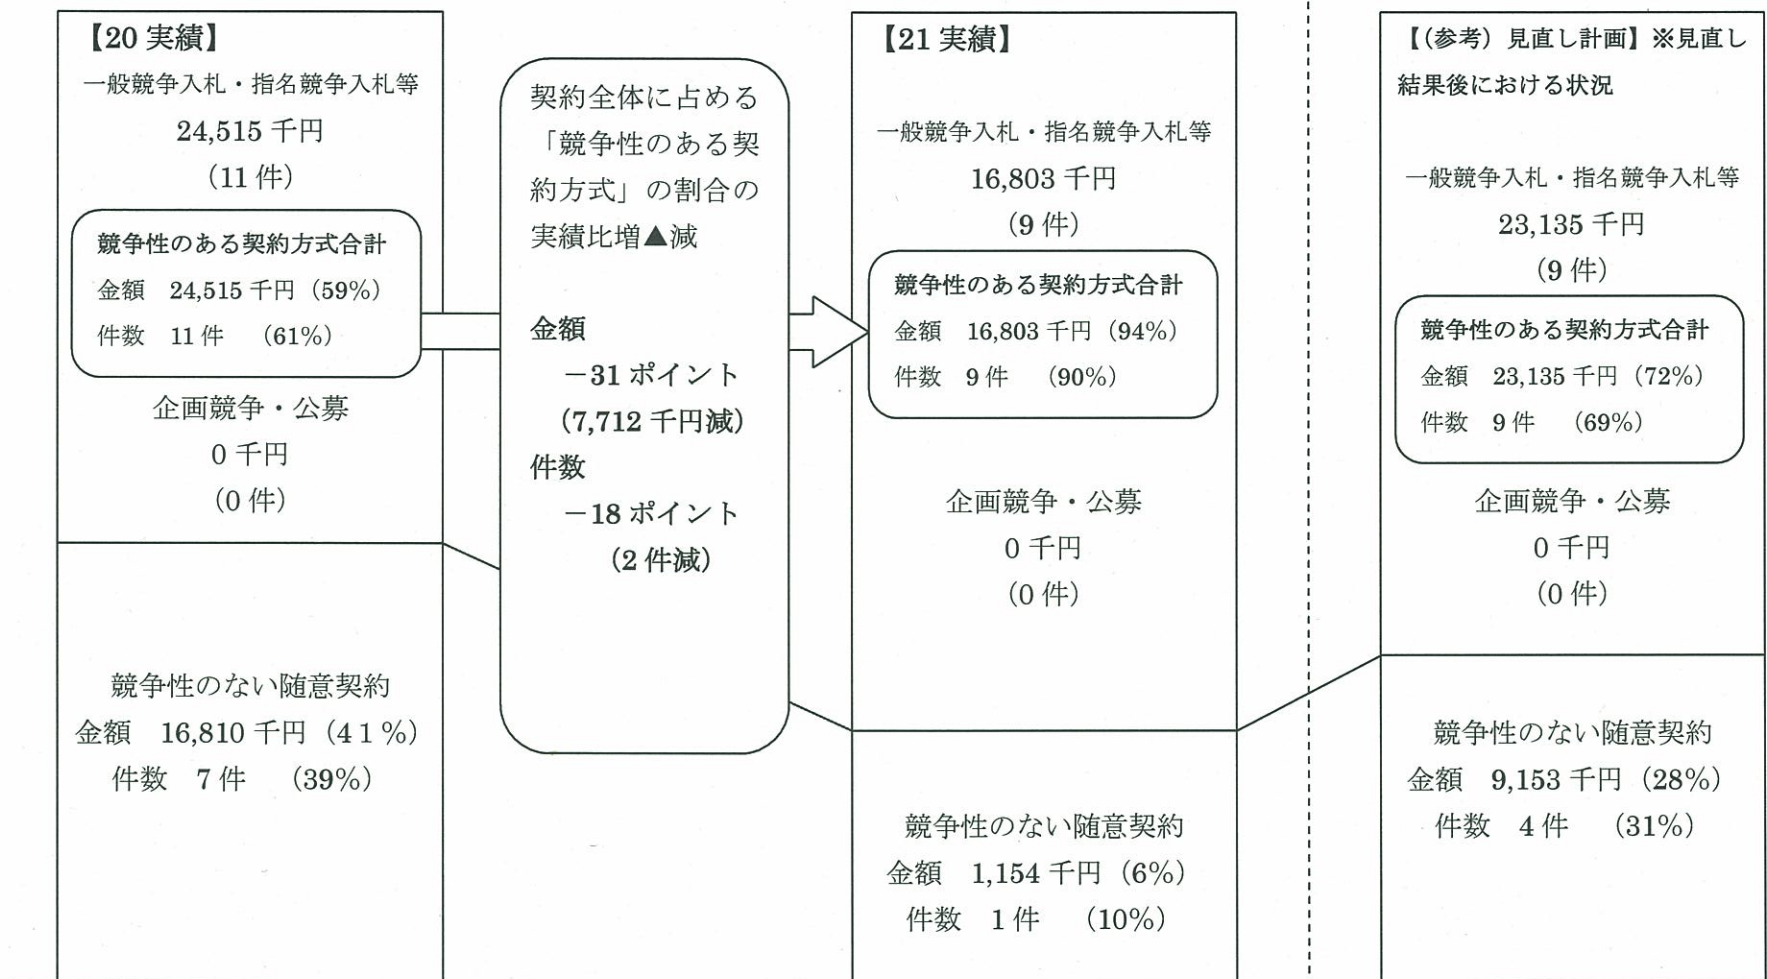 【20 実績】
一般競争入札・指名競争入札等
24,515 千円
（11 件）
競争性のある契約方式合計
金額　24,515 千円（59%）
件数　11 件　（61%）
企画競争・公募
0 千円
（0 件）
競争性のない随意契約
金額　16,810 千円（４１%）
件数　7 件　（39%）
契約全体に占める
「競争性のある契
約方式」の割合の
実績比増▲減
金額
－31 ポイント
（7,712 千円減）
件数
－18 ポイント
（2 件減）
【21 実績】
一般競争入札・指名競争入札等
16,803 千円
（9 件）
競争性のある契約方式合計
金額　16,803 千円（94%）
件数　9 件　（90%）
企画競争・公募
0 千円
（0 件）
競争性のない随意契約
金額　1,154 千円（6%）
件数　1 件　（10%）
【（参考）見直し計画】※見直し
結果後における状況
一般競争入札・指名競争入札等
23,135 千円
（9 件）
競争性のある契約方式合計
金額　23,135 千円（72%）
件数　9 件　（69%）
企画競争・公募
0 千円
（0 件）
競争性のない随意契約
金額　9,153 千円（28%）
件数　4 件　（31%）